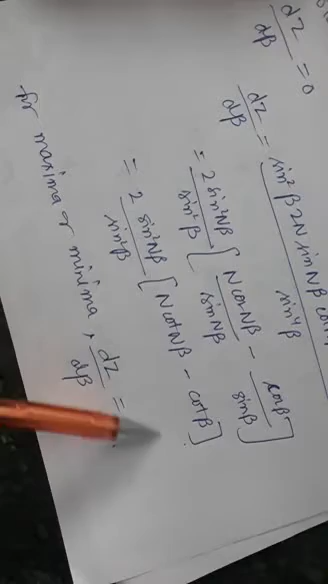 dZ/dβ = 0
dZ/dβ = sin²β 2N sin Nβ cos / sin⁴β
= 2 sin²Nβ / sin²β [ N cos Nβ / sin Nβ - cos β / sin β ]
= 2 sin²Nβ / sin²β [ N cot Nβ - cot β ]
for maxima & minima, dZ/dβ =